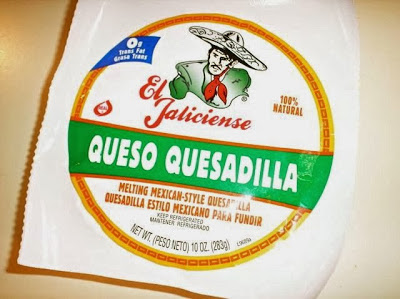 0g
Trans Fat
Grasa Trans
El
Jaliciense
®
100%
NATURAL
QUESO QUESADILLA
MELTING MEXICAN-STYLE QUESADILLA
QUESADILLA ESTILO MEXICANO PARA FUNDIR
KEEP REFRIGERATED
MANTENER REFRIGERADO
NET WT. (PESO NETO) 10 OZ. (283g)